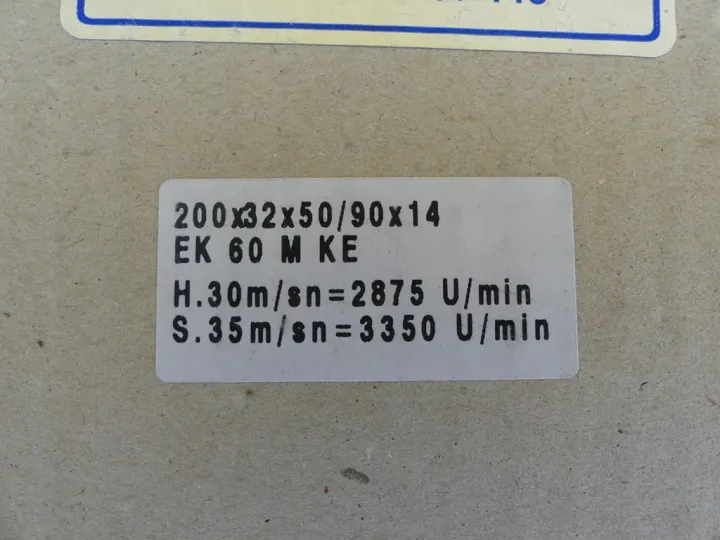 200x32x50/90x14
EK 60 M KE
H.30m/sn=2875 U/min
S.35m/sn=3350 U/min